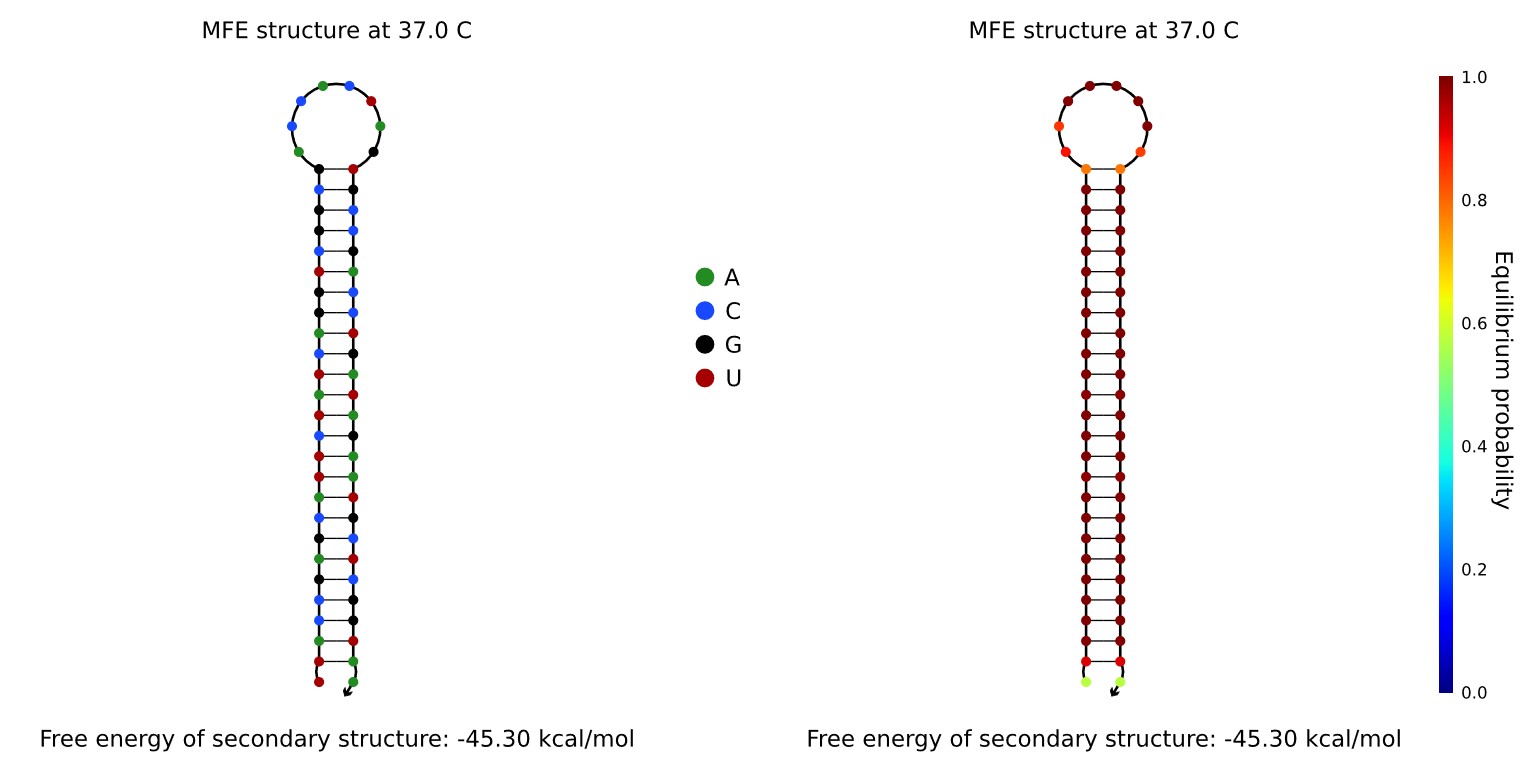 MFE structure at 37.0 C
MFE structure at 37.0 C
A
C
G
U
1.0
0.8
0.6
0.4
0.2
0.0
Equilibrium probability
Free energy of secondary structure: -45.30 kcal/mol
Free energy of secondary structure: -45.30 kcal/mol